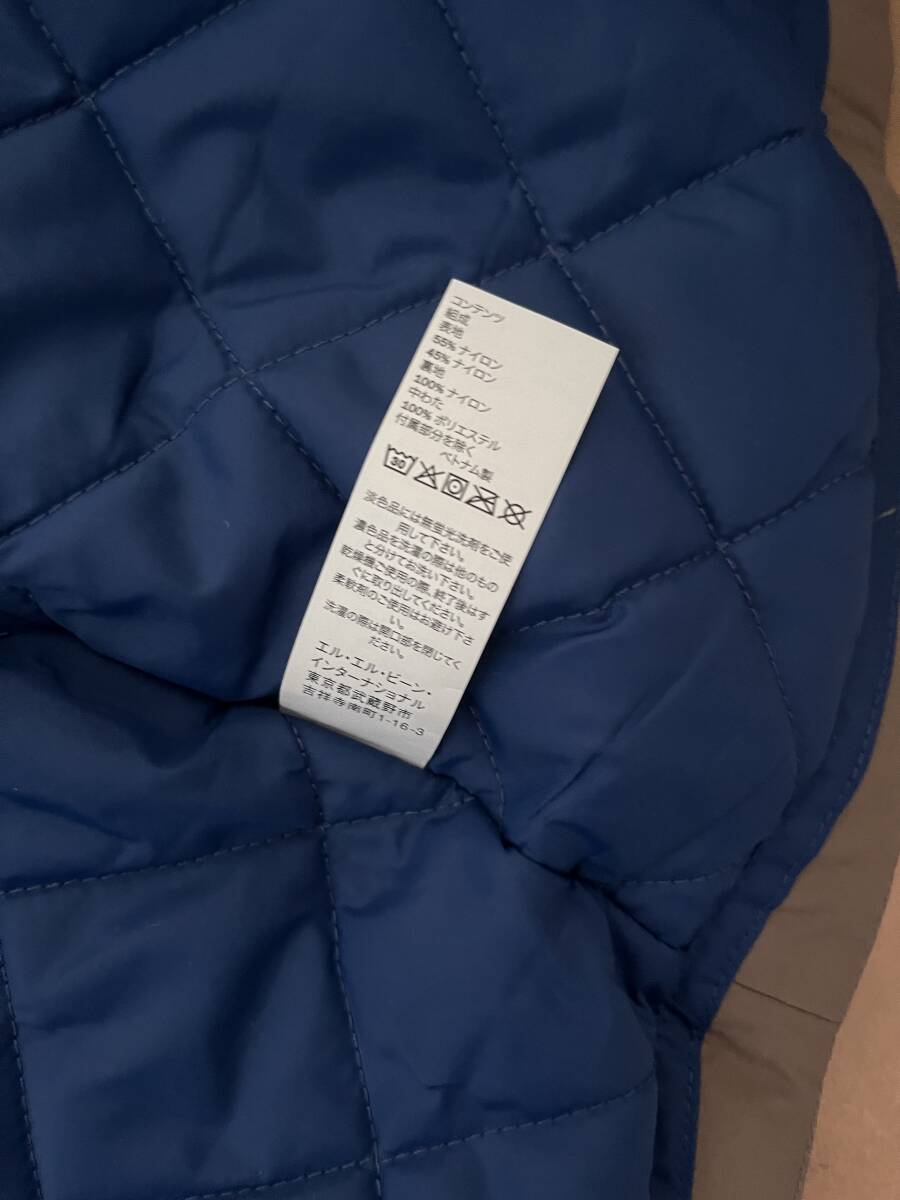 コンテンツ
組成
表地
55% ナイロン
45% ナイロン
裏地
100% ナイロン
中わた
100% ポリエステル
付属部分を除く
ベトナム製
30
淡色品には無蛍光洗剤をご使
用して下さい。
濃色品を洗濯の際は他のもの
と分けてお洗い下さい。
乾燥機ご使用の際、終了後はす
ぐに取り出してください。
柔軟剤のご使用はお避け下さ
い。
洗濯の際は開口部を閉じてく
ださい。
エル・エル・ビーン・
インターナショナル
東京都武蔵野市
吉祥寺南町1-16-3